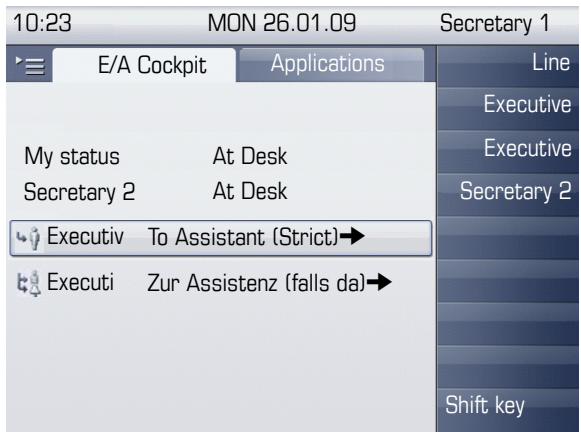 10:23 MON 26.01.09 Secretary 1
E/A Cockpit Applications
Line
Executive
Executive
Secretary 2
My status At Desk
Secretary 2 At Desk
Executiv To Assistant (Strict)➔
Executi Zur Assistenz (falls da)➔
Shift key